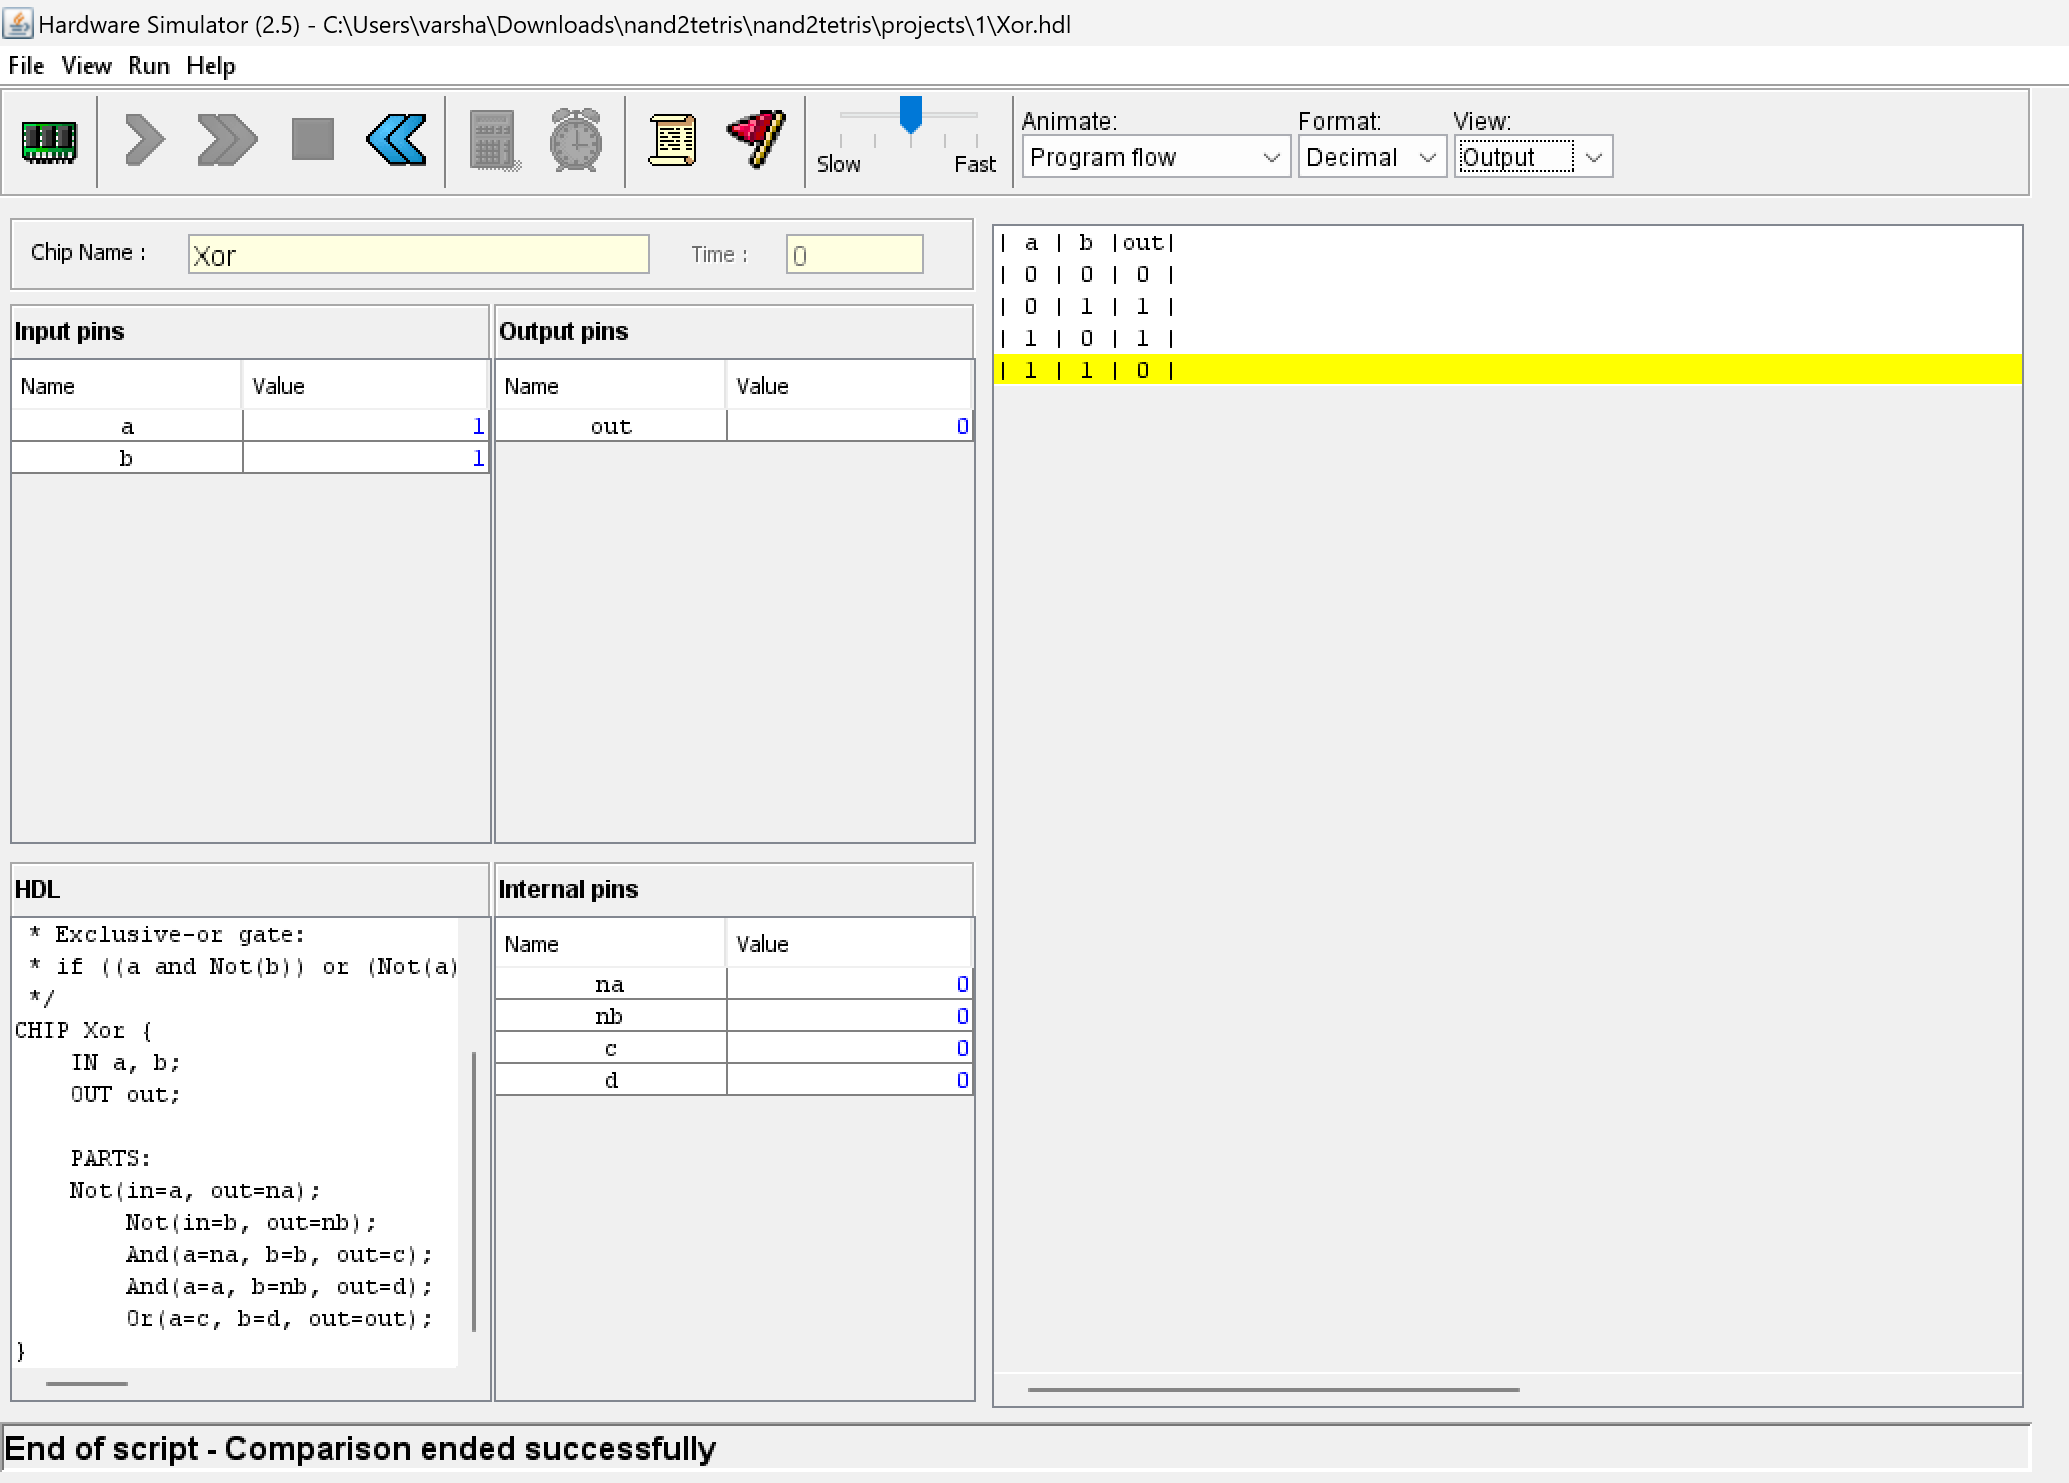 Hardware Simulator (2.5) - C:\Users\varsha\Downloads\nand2tetris\nand2tetris\projects\1\Xor.hdl
File View Run Help
Slow Fast
Animate: Format: View:
Program flow Decimal Output
Chip Name : Xor Time : 0
Input pins
Name Value
a 1
b 1
Output pins
Name Value
out 0
HDL
* Exclusive-or gate:
* if ((a and Not(b)) or (Not(a)
*/
CHIP Xor {
IN a, b;
OUT out;
PARTS:
Not(in=a, out=na);
Not(in=b, out=nb);
And(a=na, b=b, out=c);
And(a=a, b=nb, out=d);
Or(a=c, b=d, out=out);
}
Internal pins
Name Value
na 0
nb 0
c 0
d 0
| a | b |out|
| 0 | 0 | 0 |
| 0 | 1 | 1 |
| 1 | 0 | 1 |
| 1 | 1 | 0 |
End of script - Comparison ended successfully